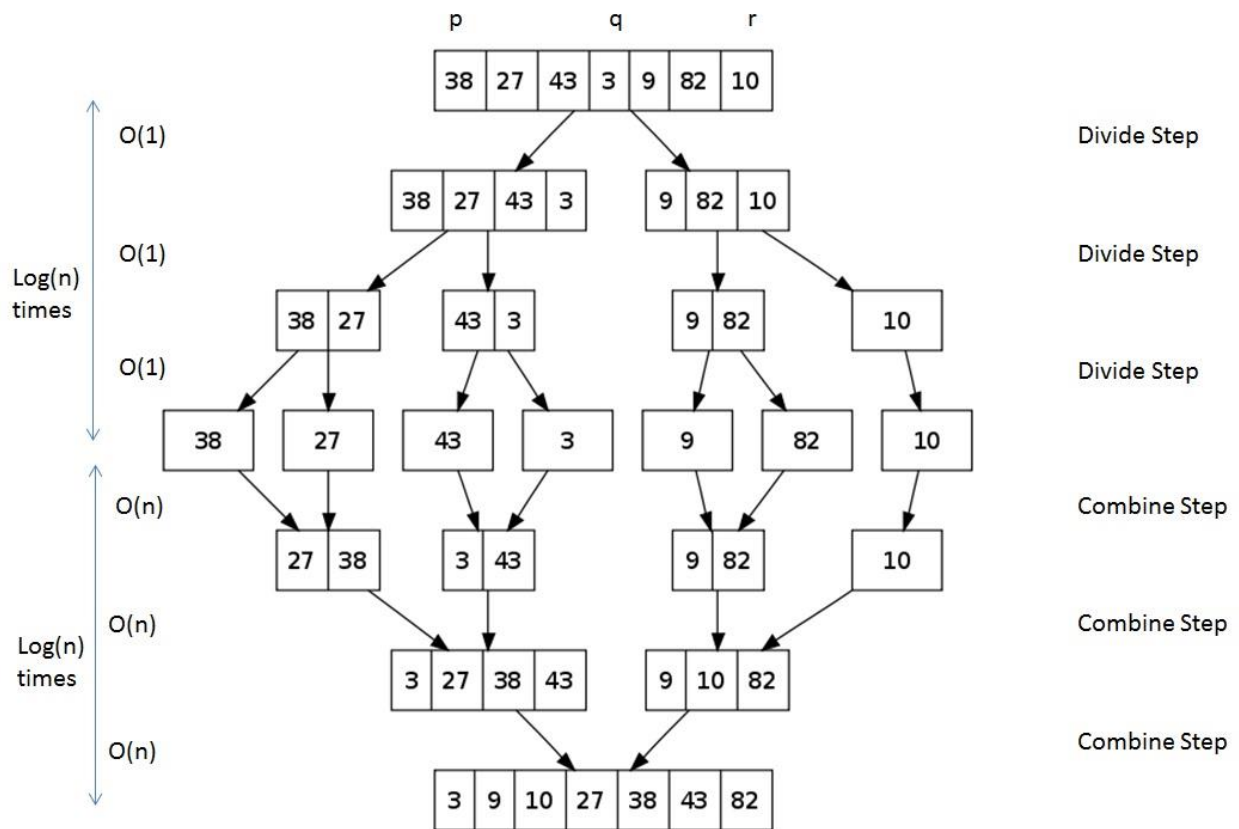 p q r
38 27 43 3 9 82 10
O(1) Divide Step
38 27 43 3 9 82 10
O(1) Divide Step
Log(n)
times
38 27 43 3 9 82 10
O(1) Divide Step
38 27 43 3 9 82 10
O(n) Combine Step
27 38 3 43 9 82 10
O(n) Combine Step
Log(n)
times
3 27 38 43 9 10 82
O(n) Combine Step
3 9 10 27 38 43 82